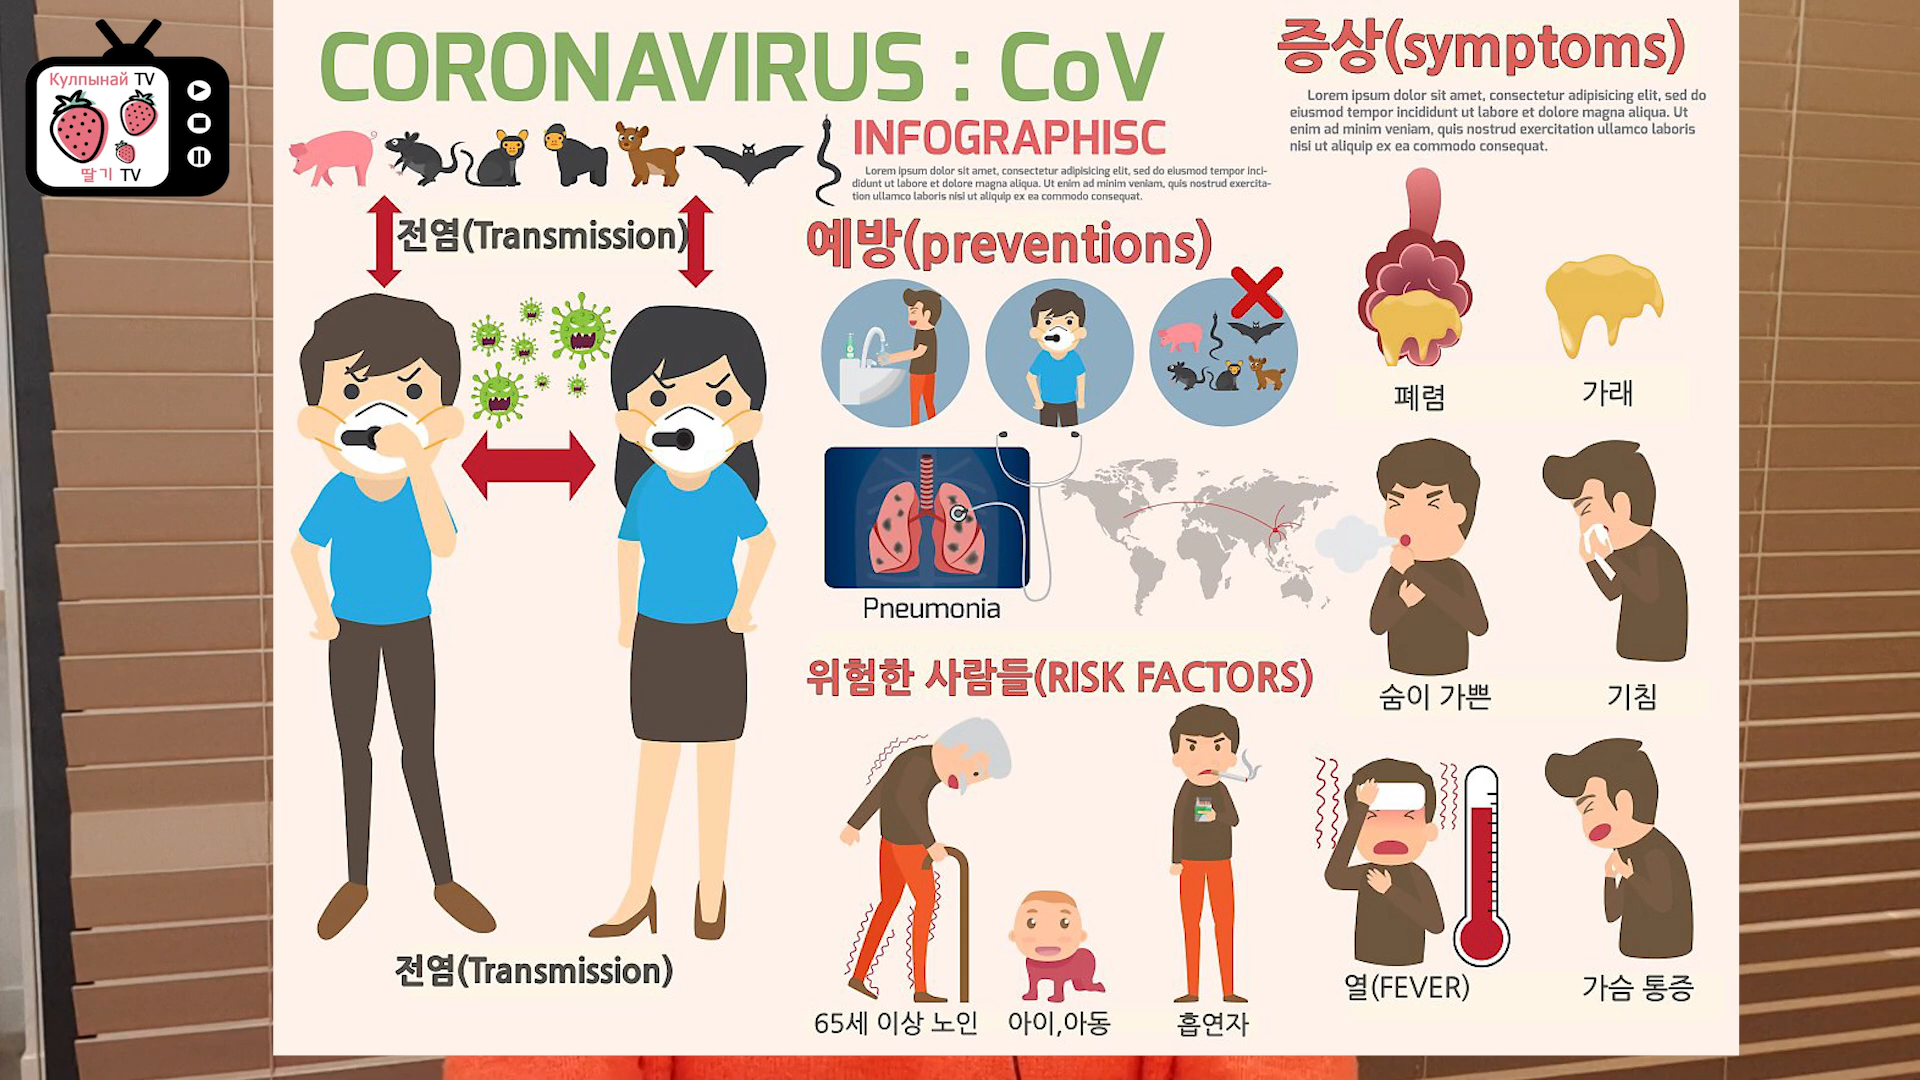 Кулпынай TV
딸기 TV
CORONAVIRUS : CoV
INFOGRAPHISC
Lorem ipsum dolor sit amet, consectetur adipisicing elit, sed do eiusmod tempor inci-
didunt ut labore et dolore magna aliqua. Ut enim ad minim veniam, quis nostrud exercita-
tion ullamco laboris nisi ut aliquip ex ea commodo consequat.
전염(Transmission)
전염(Transmission)
예방(preventions)
Pneumonia
위험한 사람들(RISK FACTORS)
65세 이상 노인
아이,아동
흡연자
증상(symptoms)
Lorem ipsum dolor sit amet, consectetur adipisicing elit, sed do
eiusmod tempor incididunt ut labore et dolore magna aliqua. Ut
enim ad minim veniam, quis nostrud exercitation ullamco laboris
nisi ut aliquip ex ea commodo consequat.
폐렴
가래
숨이 가쁜
기침
열(FEVER)
가슴 통증